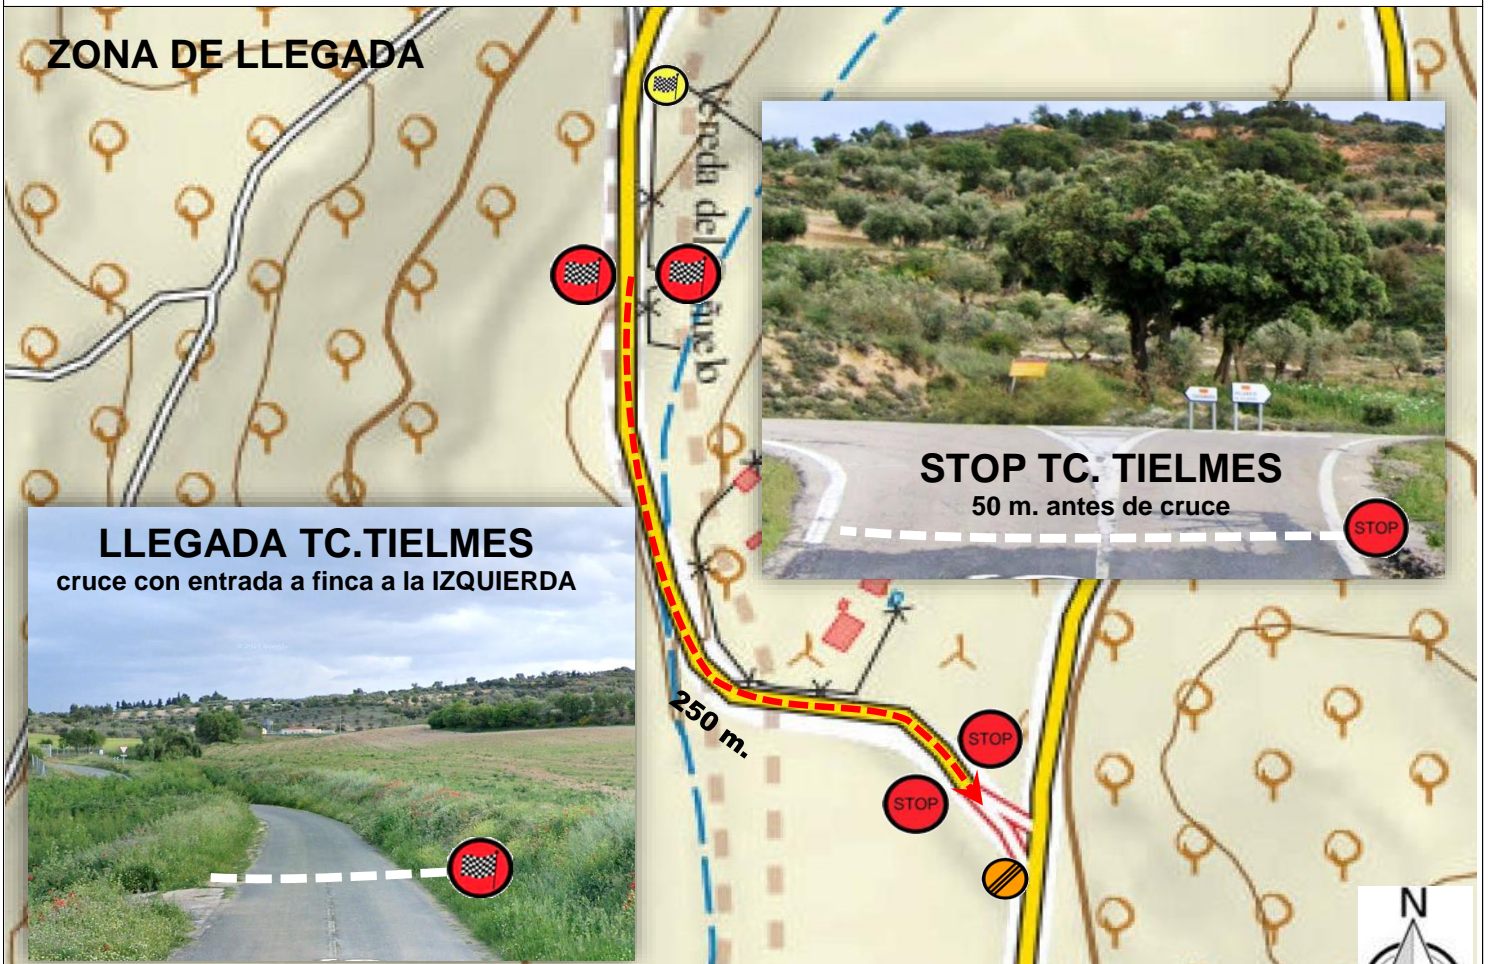 ZONA DE LLEGADA
Vereda del
STOP TC. TIELMES
50 m. antes de cruce
STOP
LLEGADA TC.TIELMES
cruce con entrada a finca a la IZQUIERDA
250 m.
STOP
STOP
N